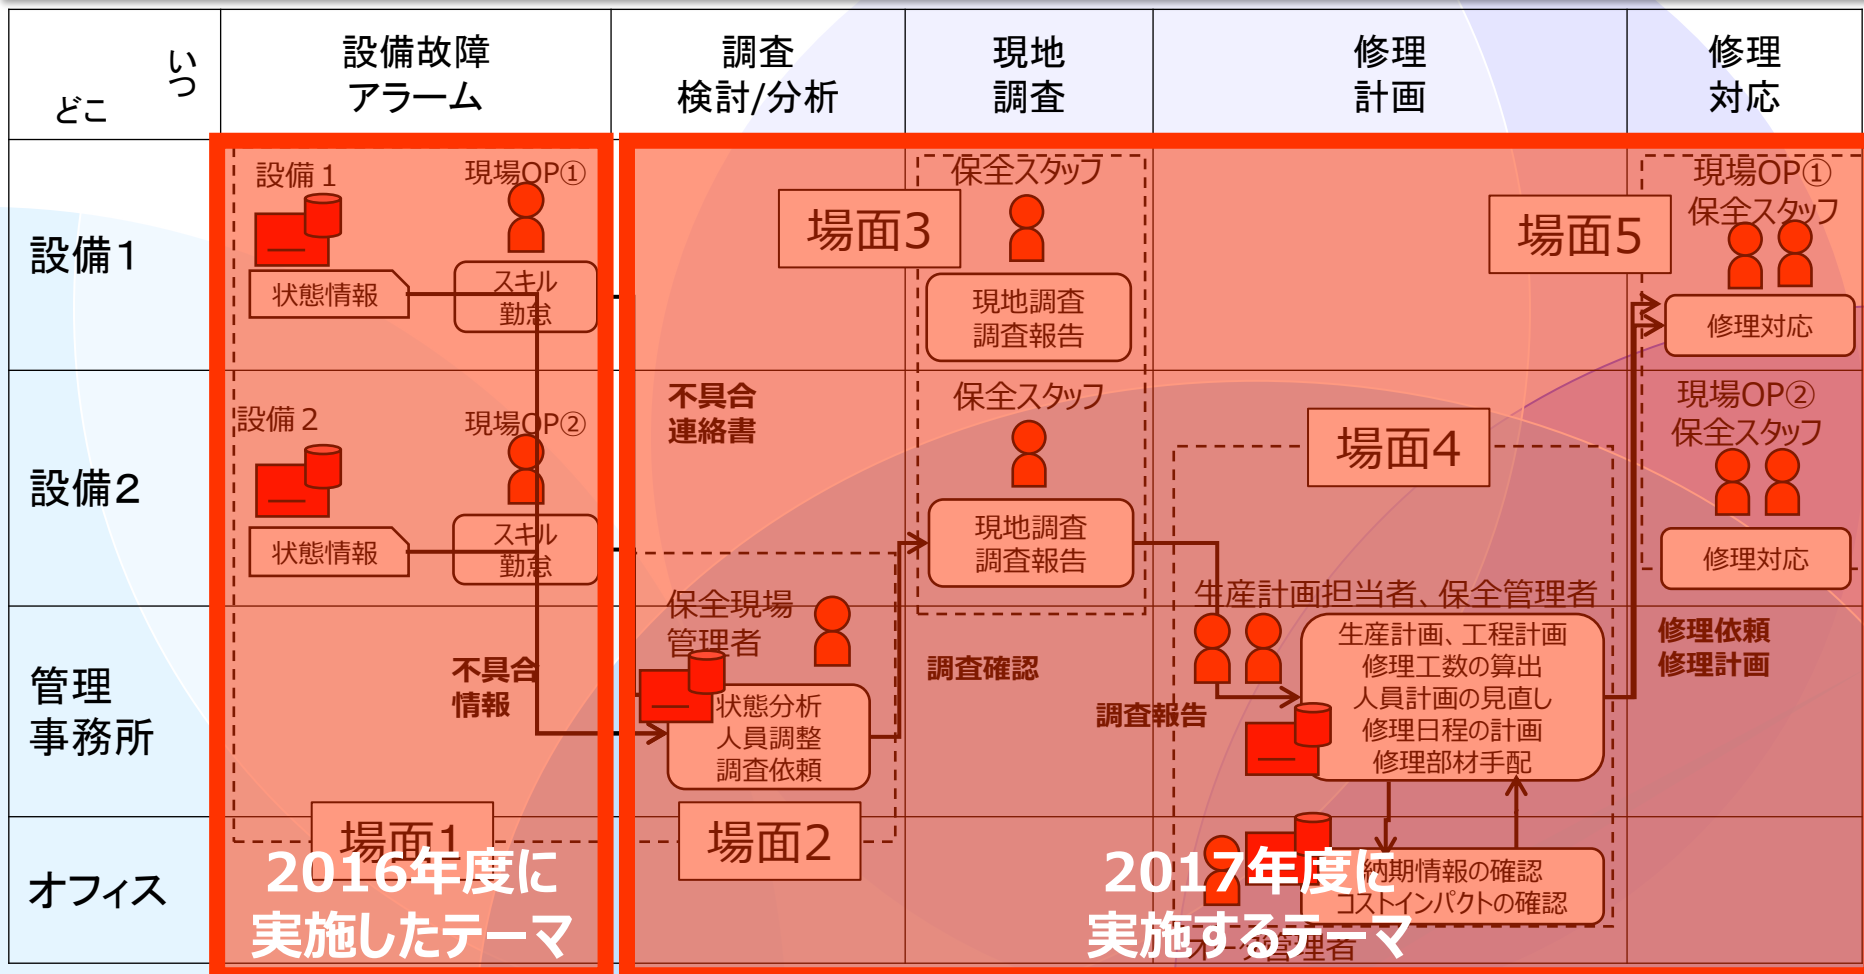 いつ
どこ
設備故障
アラーム
調査
検討/分析
現地
調査
修理
計画
修理
対応
設備1
設備１
現場OP①
状態情報
スキル
勤怠
場面3
保全スタッフ
現地調査
調査報告
場面5
現場OP①
保全スタッフ
修理対応
設備2
設備２
現場OP②
状態情報
スキル
勤怠
不具合
連絡書
保全スタッフ
現地調査
調査報告
場面4
現場OP②
保全スタッフ
修理対応
管理
事務所
不具合
情報
保全現場
管理者
状態分析
人員調整
調査依頼
調査確認
調査報告
生産計画担当者、保全管理者
生産計画、工程計画
修理工数の算出
人員計画の見直し
修理日程の計画
修理部材手配
修理依頼
修理計画
オフィス
場面1
場面2
2016年度に
実施したテーマ
2017年度に
実施するテーマ
納期情報の確認
コストインパクトの確認
管理者